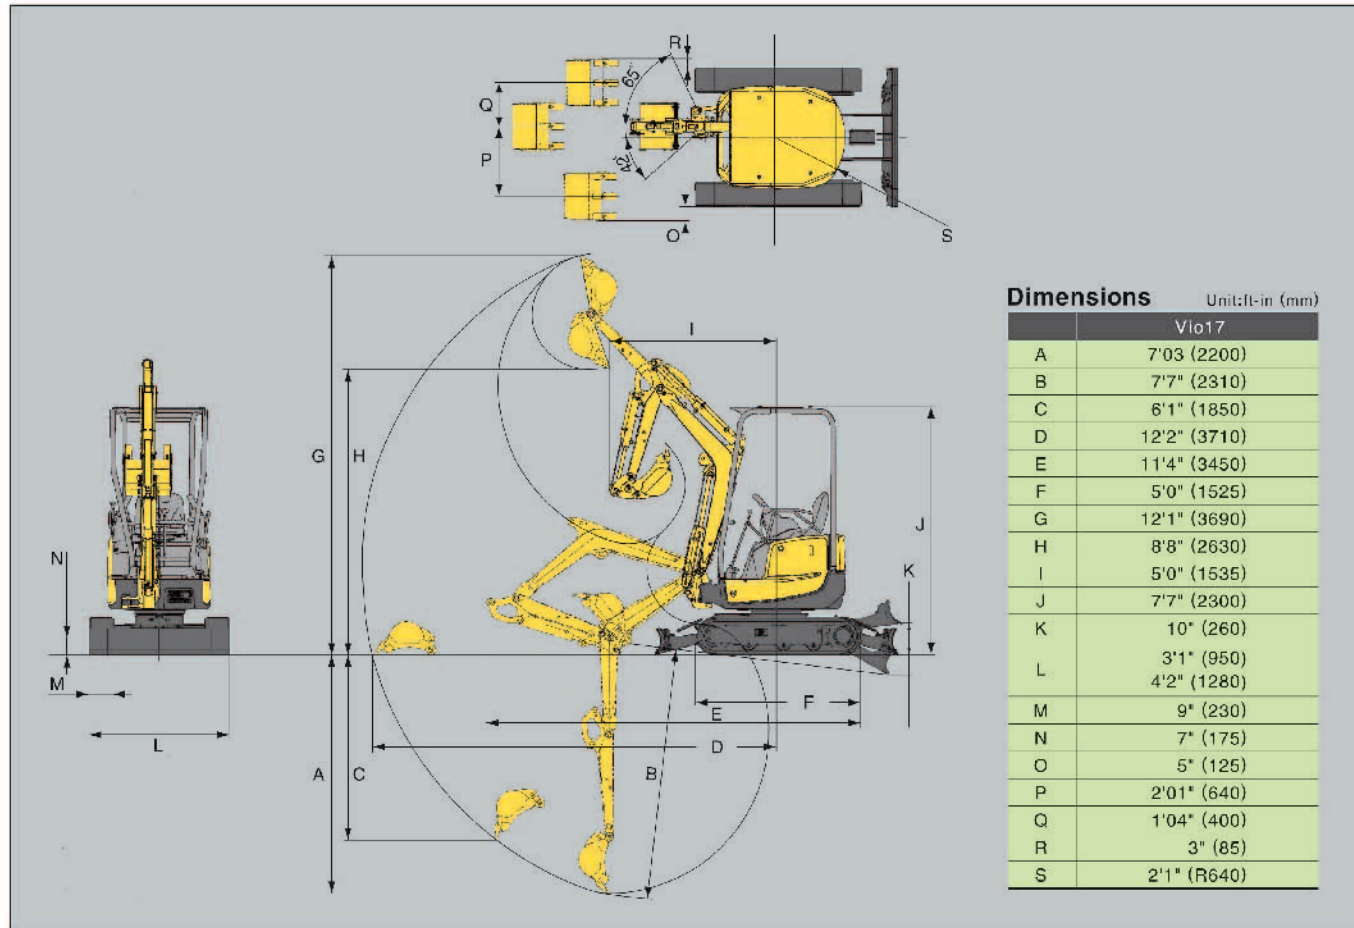 R
65°
Q
P
42°
O
S
Dimensions Unit:ft-in (mm)
Vio17
A 7'03 (2200)
B 7'7" (2310)
C 6'1" (1850)
D 12'2" (3710)
E 11'4" (3450)
F 5'0" (1525)
G 12'1" (3690)
H 8'8" (2630)
I 5'0" (1535)
J 7'7" (2300)
K 10" (260)
L 3'1" (950)
4'2" (1280)
M 9" (230)
N 7" (175)
O 5" (125)
P 2'01" (640)
Q 1'04" (400)
R 3" (85)
S 2'1" (R640)
I
G
H
J
N
K
M
F
E
L
D
A
C
B